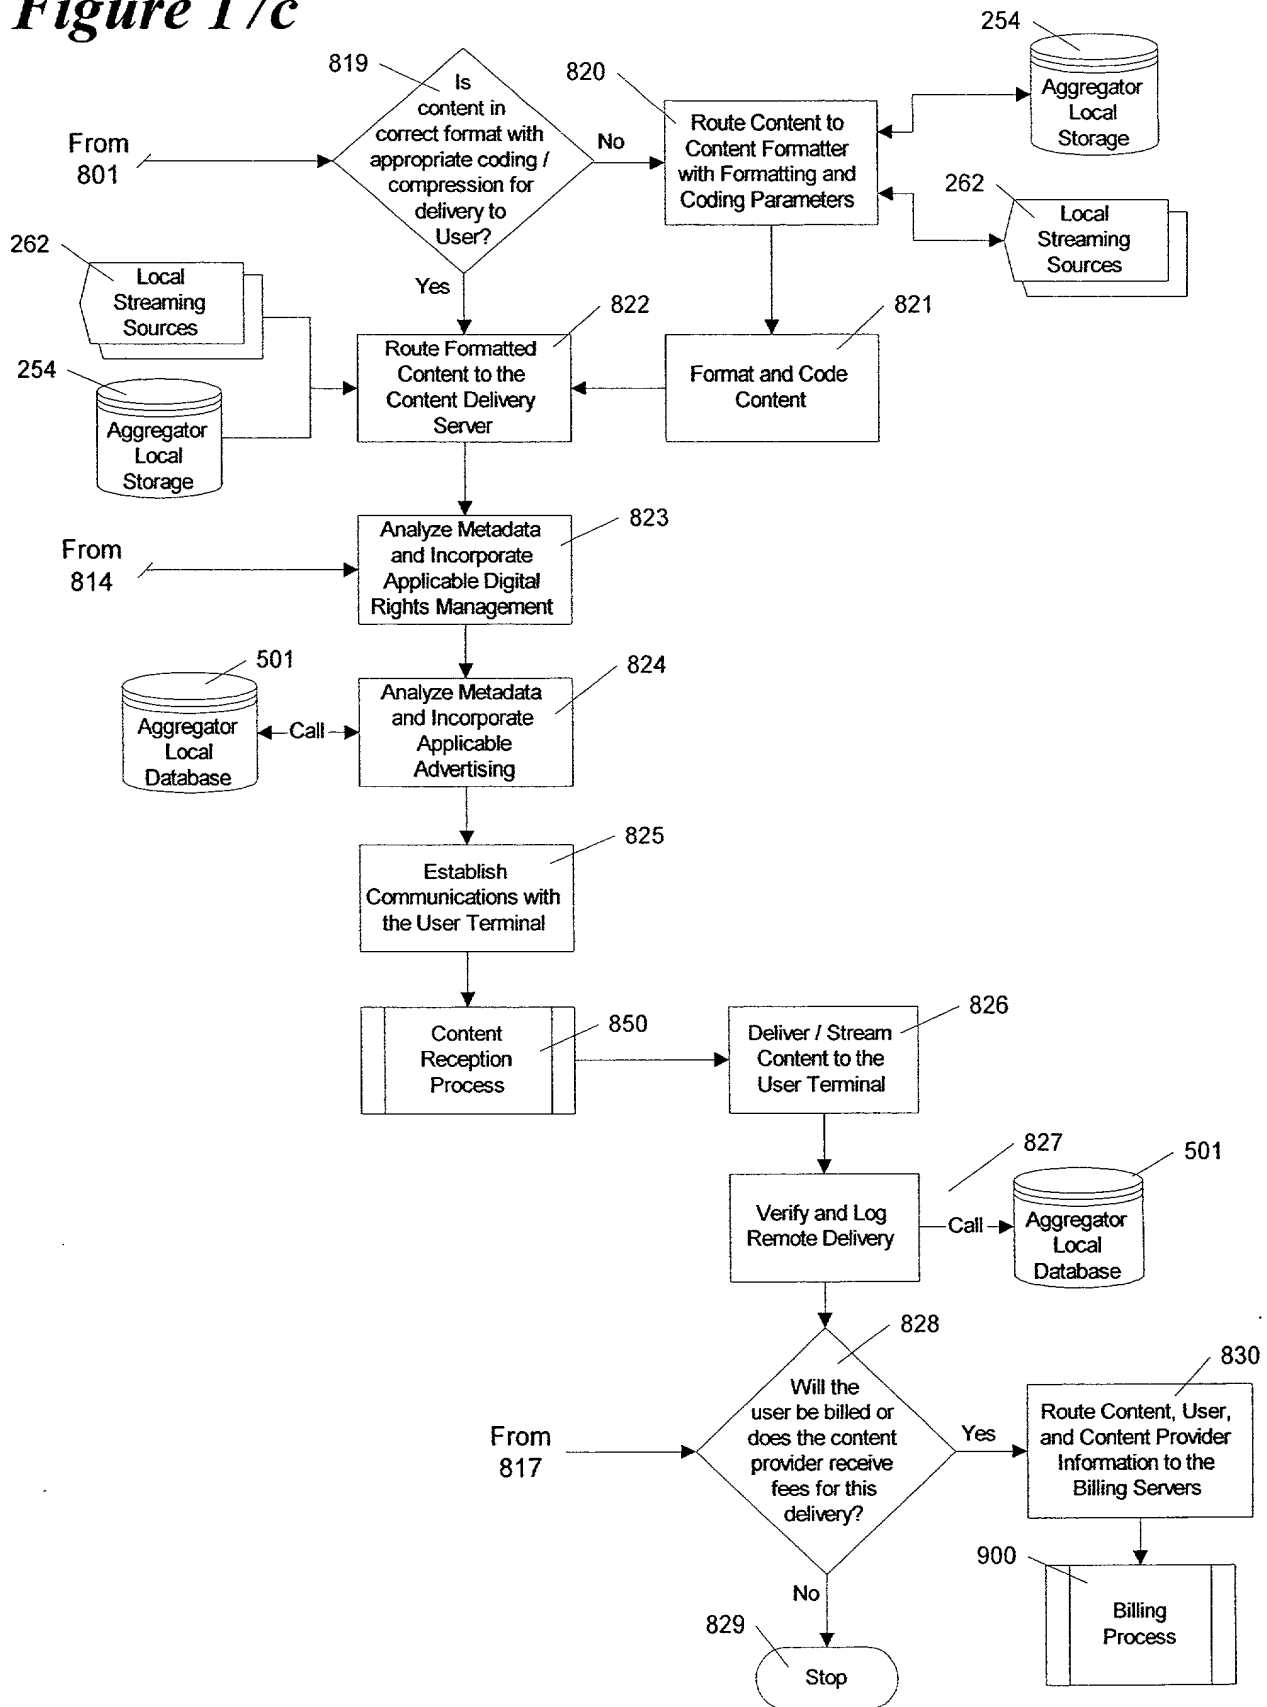 Figure 17c
819
Is
content in
correct format with
appropriate coding /
compression for
delivery to
User?
From
801
No
Yes
820
Route Content to
Content Formatter
with Formatting and
Coding Parameters
254
Aggregator
Local
Storage
262
Local
Streaming
Sources
262
Local
Streaming
Sources
254
Aggregator
Local
Storage
822
Route Formatted
Content to the
Content Delivery
Server
821
Format and Code
Content
From
814
823
Analyze Metadata
and Incorporate
Applicable Digital
Rights Management
501
Aggregator
Local
Database
Call
824
Analyze Metadata
and Incorporate
Applicable
Advertising
825
Establish
Communications with
the User Terminal
850
Content
Reception
Process
826
Deliver / Stream
Content to the
User Terminal
827
Verify and Log
Remote Delivery
Call
501
Aggregator
Local
Database
828
Will the
user be billed or
does the content
provider receive
fees for this
delivery?
From
817
Yes
No
830
Route Content, User,
and Content Provider
Information to the
Billing Servers
900
Billing
Process
829
Stop